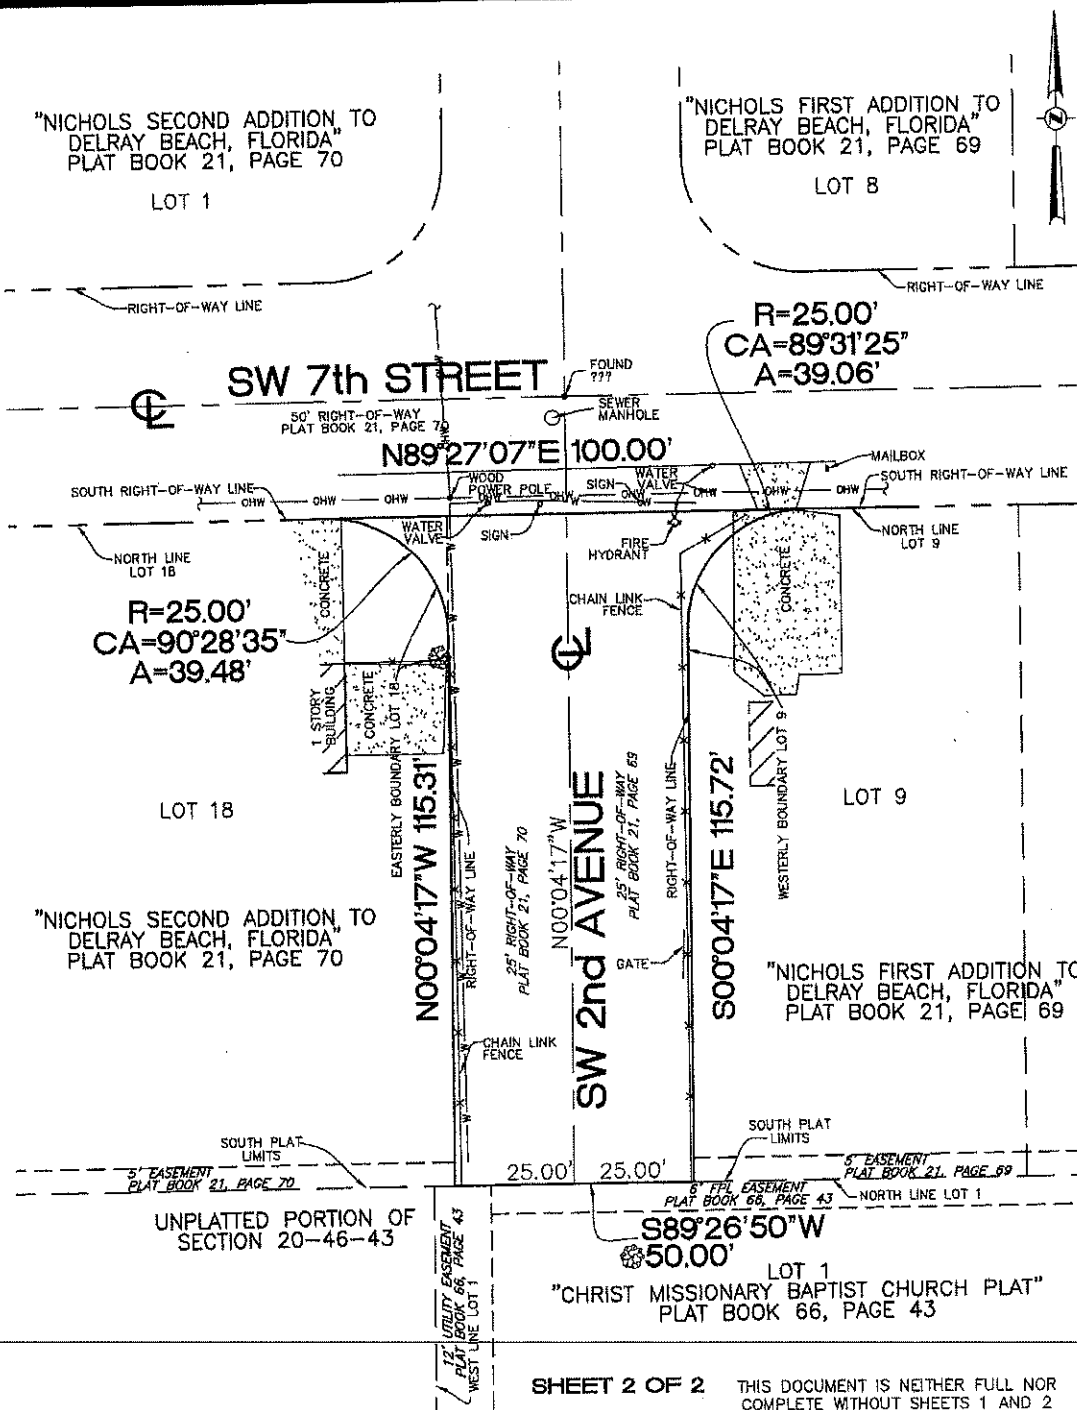 "NICHOLS SECOND ADDITION TO
DELRAY BEACH, FLORIDA"
PLAT BOOK 21, PAGE 70
LOT 1
"NICHOLS FIRST ADDITION TO
DELRAY BEACH, FLORIDA"
PLAT BOOK 21, PAGE 69
LOT 8
N
RIGHT-OF-WAY LINE
RIGHT-OF-WAY LINE
R=25.00'
CA=89°31'25"
A=39.06'
SW 7th STREET
FOUND
???
CL
50' RIGHT-OF-WAY
PLAT BOOK 21, PAGE 70
SEWER
MANHOLE
N89°27'07"E 100.00'
MAILBOX
SOUTH RIGHT-OF-WAY LINE
WOOD
POWER POLE
SIGN
WATER
VALVE
SOUTH RIGHT-OF-WAY LINE
OHW OHW OHW OHW OHW OHW OHW OHW OHW
OHW
NORTH LINE
LOT 18
WATER
VALVE
SIGN
FIRE
HYDRANT
NORTH LINE
LOT 9
CONCRETE
CONCRETE
R=25.00'
CA=90°28'35"
A=39.48'
CHAIN LINK
FENCE
CL
1 STORY
BUILDING
CONCRETE
EASTERLY BOUNDARY LOT 18
N00°04'17"W 115.31'
RIGHT-OF-WAY LINE
25' RIGHT-OF-WAY
PLAT BOOK 21, PAGE 70
N0°04'17"W
SW 2nd AVENUE
25' RIGHT-OF-WAY
PLAT BOOK 21, PAGE 69
RIGHT-OF-WAY LINE
S00°04'17"E 115.72'
WESTERLY BOUNDARY LOT 9
LOT 18
LOT 9
"NICHOLS SECOND ADDITION TO
DELRAY BEACH, FLORIDA"
PLAT BOOK 21, PAGE 70
GATE
"NICHOLS FIRST ADDITION TO
DELRAY BEACH, FLORIDA"
PLAT BOOK 21, PAGE 69
CHAIN LINK
FENCE
SOUTH PLAT
LIMITS
SOUTH PLAT
LIMITS
5' EASEMENT
PLAT BOOK 21, PAGE 70
25.00' 25.00'
5' EASEMENT
PLAT BOOK 21, PAGE 69
6' FPL EASEMENT
PLAT BOOK 66, PAGE 43
NORTH LINE LOT 1
UNPLATTED PORTION OF
SECTION 20-46-43
S89°26'50"W
50.00'
12' UTILITY EASEMENT
PLAT BOOK 66, PAGE 43
WEST LINE LOT 1
LOT 1
"CHRIST MISSIONARY BAPTIST CHURCH PLAT"
PLAT BOOK 66, PAGE 43
SHEET 2 OF 2
THIS DOCUMENT IS NEITHER FULL NOR
COMPLETE WITHOUT SHEETS 1 AND 2